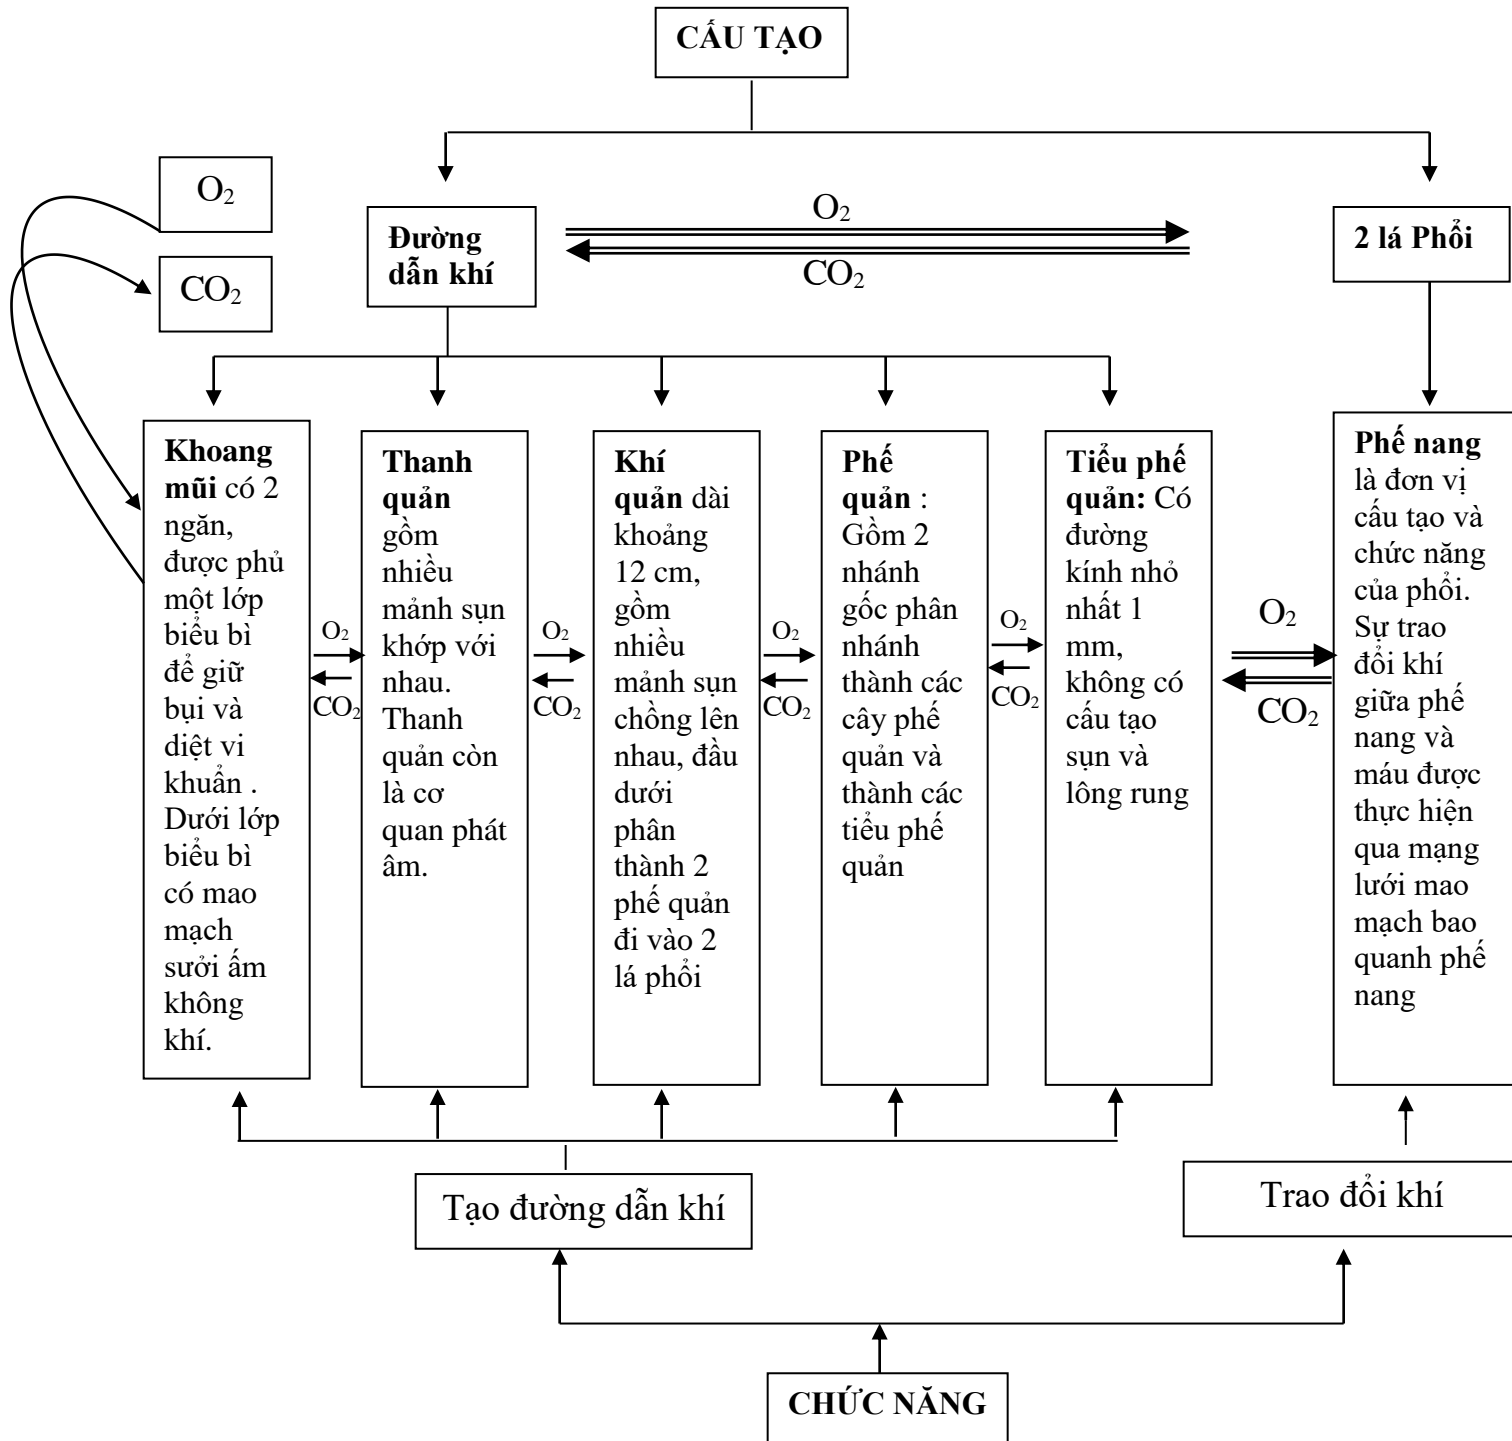 CẤU TẠO
O₂
CO₂
Đường
dẫn khí
O₂
CO₂
2 lá Phổi
Khoang
mũi có 2
ngăn,
được phủ
một lớp
biểu bì
để giữ
bụi và
diệt vi
khuẩn .
Dưới lớp
biểu bì
có mao
mạch
sưởi ấm
không
khí.
O₂
CO₂
Thanh
quản
gồm
nhiều
mảnh sụn
khớp với
nhau.
Thanh
quản còn
là cơ
quan phát
âm.
O₂
CO₂
Khí
quản dài
khoảng
12 cm,
gồm
nhiều
mảnh sụn
chồng lên
nhau, đầu
dưới
phân
thành 2
phế quản
đi vào 2
lá phổi
O₂
CO₂
Phế
quản :
Gồm 2
nhánh
gốc phân
nhánh
thành các
cây phế
quản và
thành các
tiểu phế
quản
O₂
CO₂
Tiểu phế
quản: Có
đường
kính nhỏ
nhất 1
mm,
không có
cấu tạo
sụn và
lông rung
O₂
CO₂
Phế nang
là đơn vị
cấu tạo và
chức năng
của phổi.
Sự trao
đổi khí
giữa phế
nang và
máu được
thực hiện
qua mạng
lưới mao
mạch bao
quanh phế
nang
Tạo đường dẫn khí
Trao đổi khí
CHỨC NĂNG